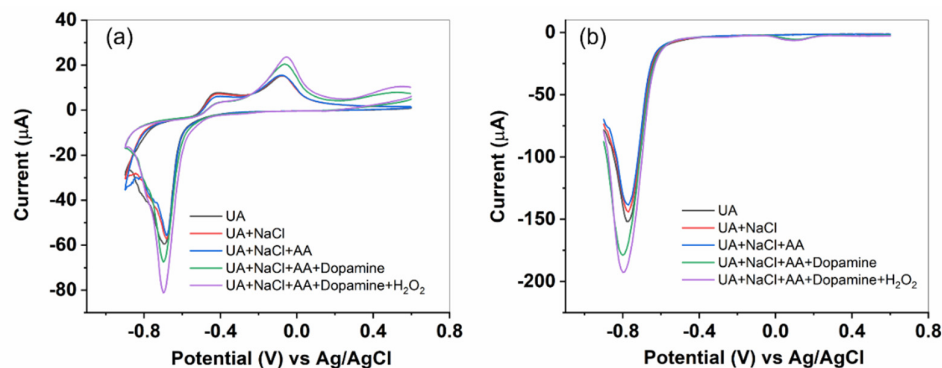 (a)
Current (µA)
40
20
0
-20
-40
-60
-80
UA
UA+NaCl
UA+NaCl+AA
UA+NaCl+AA+Dopamine
UA+NaCl+AA+Dopamine+H₂O₂
-0.8 -0.4 0.0 0.4 0.8
Potential (V) vs Ag/AgCl
(b)
Current (µA)
0
-50
-100
-150
-200
UA
UA+NaCl
UA+NaCl+AA
UA+NaCl+AA+Dopamine
UA+NaCl+AA+Dopamine+H₂O₂
-0.8 -0.4 0.0 0.4 0.8
Potential (V) vs Ag/AgCl